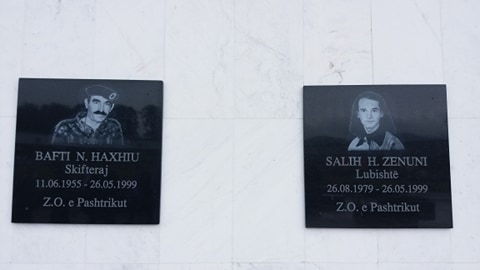 BAFTI N. HAXHIU
Skifteraj
11.06.1955 - 26.05.1999
Z.O. e Pashtrikut
SALIH H. ZENUNI
Lubishtë
26.08.1979 - 26.05.1999
Z.O. e Pashtrikut